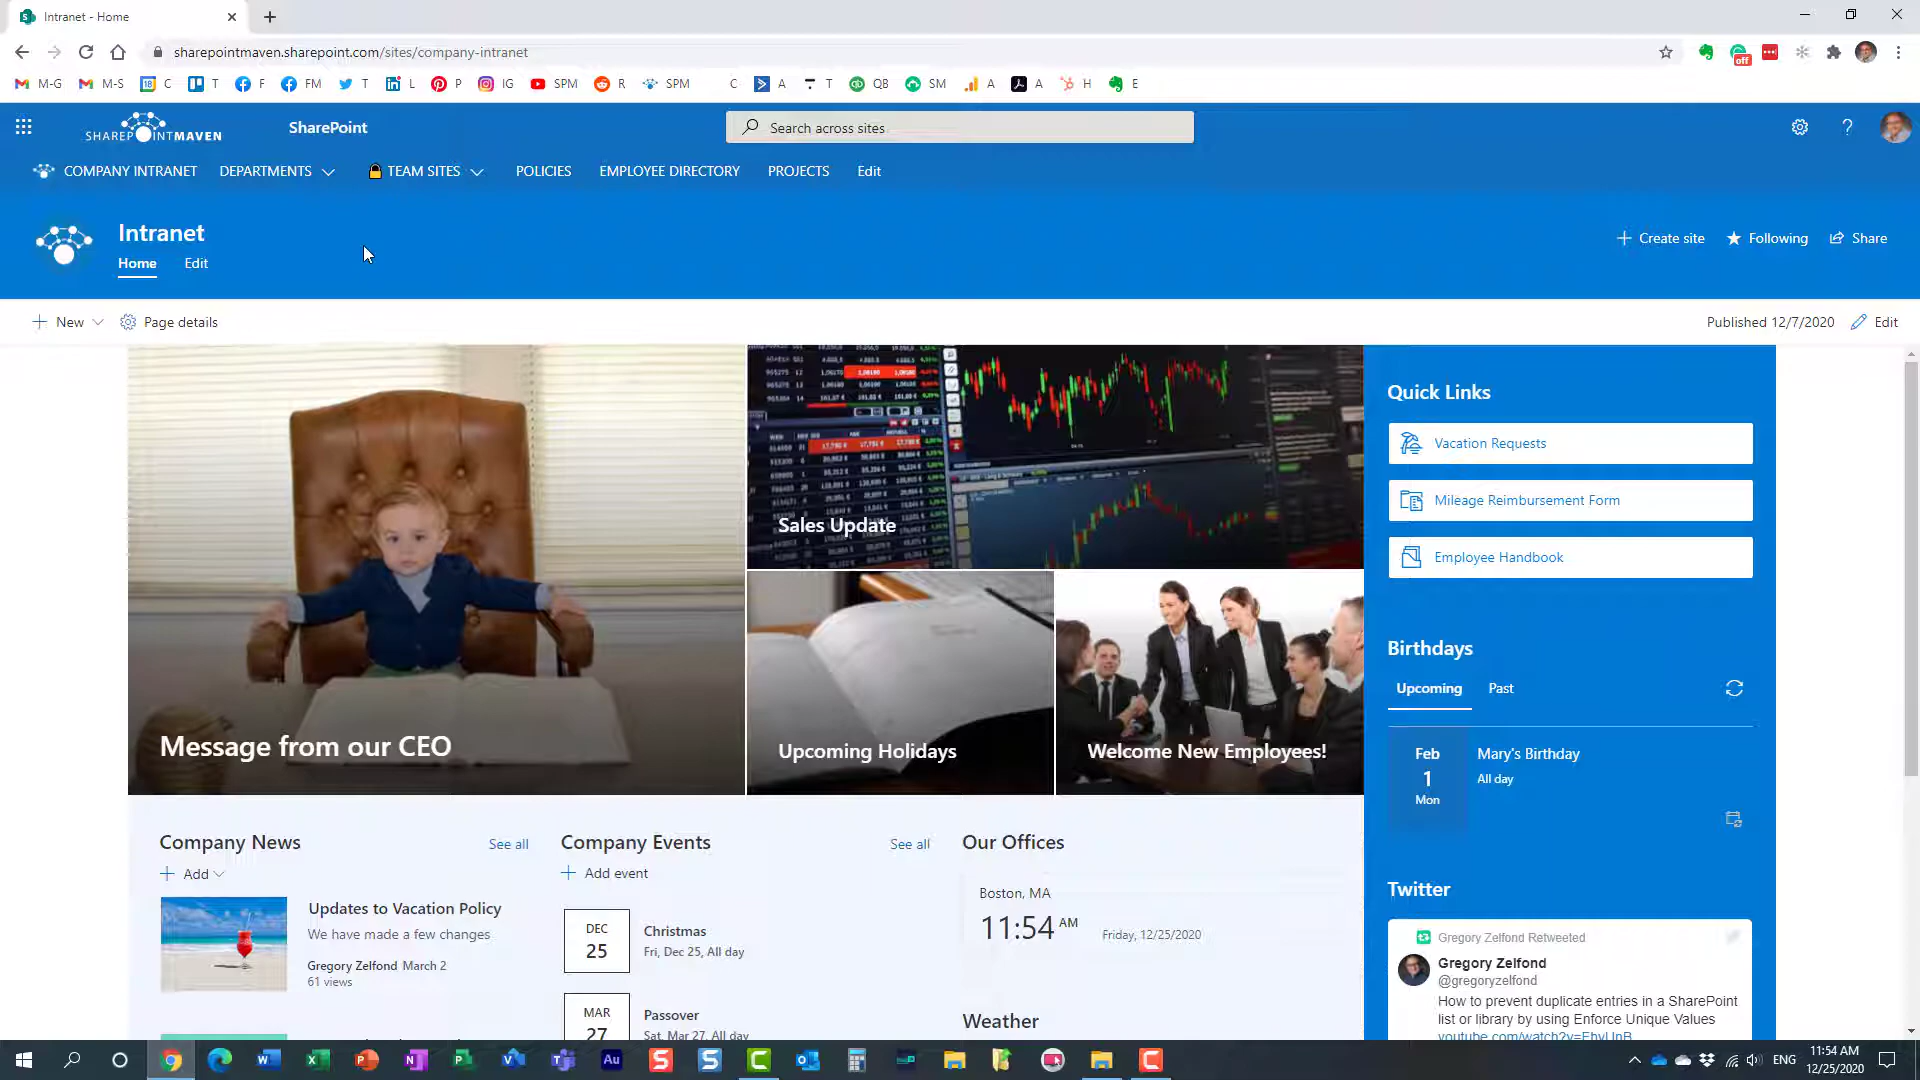 Intranet - Home
sharepointmaven.sharepoint.com/sites/company-intranet
M-G M-S C T F FM T L P IG SPM R SPM C A T QB SM A A H E
SHAREPOINTMAVEN SharePoint Search across sites
COMPANY INTRANET DEPARTMENTS TEAM SITES POLICIES EMPLOYEE DIRECTORY PROJECTS Edit
Intranet
Home Edit
Create site Following Share
New Page details Published 12/7/2020 Edit
Message from our CEO
Sales Update
Upcoming Holidays
Welcome New Employees!
Quick Links
Vacation Requests
Mileage Reimbursement Form
Employee Handbook
Birthdays
Upcoming Past
Feb
1
Mon
Mary's Birthday
All day
Twitter
Gregory Zelfond Retweeted
Gregory Zelfond
@gregoryzelfond
How to prevent duplicate entries in a SharePoint
list or library by using Enforce Unique Values
Company News See all
Add
Updates to Vacation Policy
We have made a few changes
Gregory Zelfond March 2
61 views
Company Events See all
Add event
DEC
25
Christmas
Fri, Dec 25, All day
MAR
27
Passover
Sat, Mar 27, All day
Our Offices
Boston, MA
11:54 AM
Friday, 12/25/2020
Weather
ENG
11:54 AM
12/25/2020